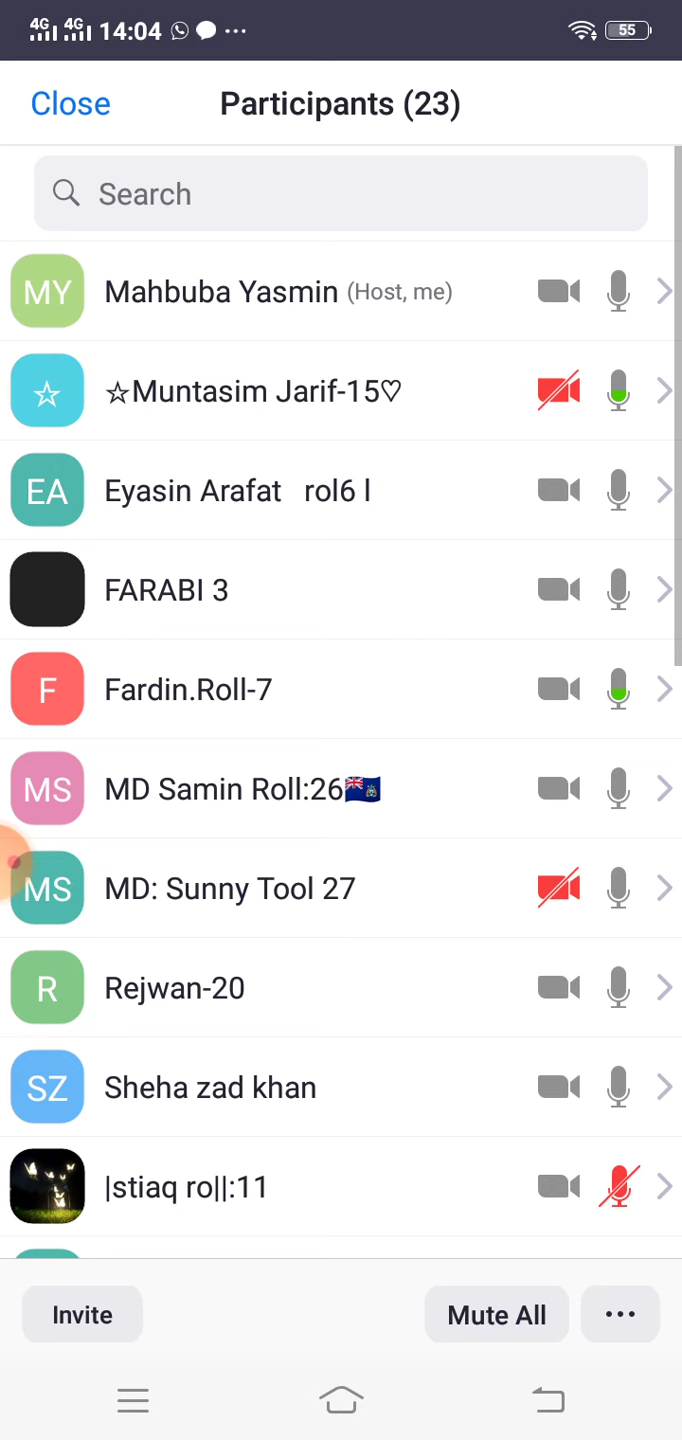 4G 4G 14:04 ... 55
Close Participants (23)
Search
MY Mahbuba Yasmin (Host, me)
☆ ☆Muntasim Jarif-15♡
EA Eyasin Arafat rol6 l
FARABI 3
F Fardin.Roll-7
MS MD Samin Roll:26🇬🇸
MS MD: Sunny Tool 27
R Rejwan-20
SZ Sheha zad khan
|stiaq ro||:11
Invite Mute All ...